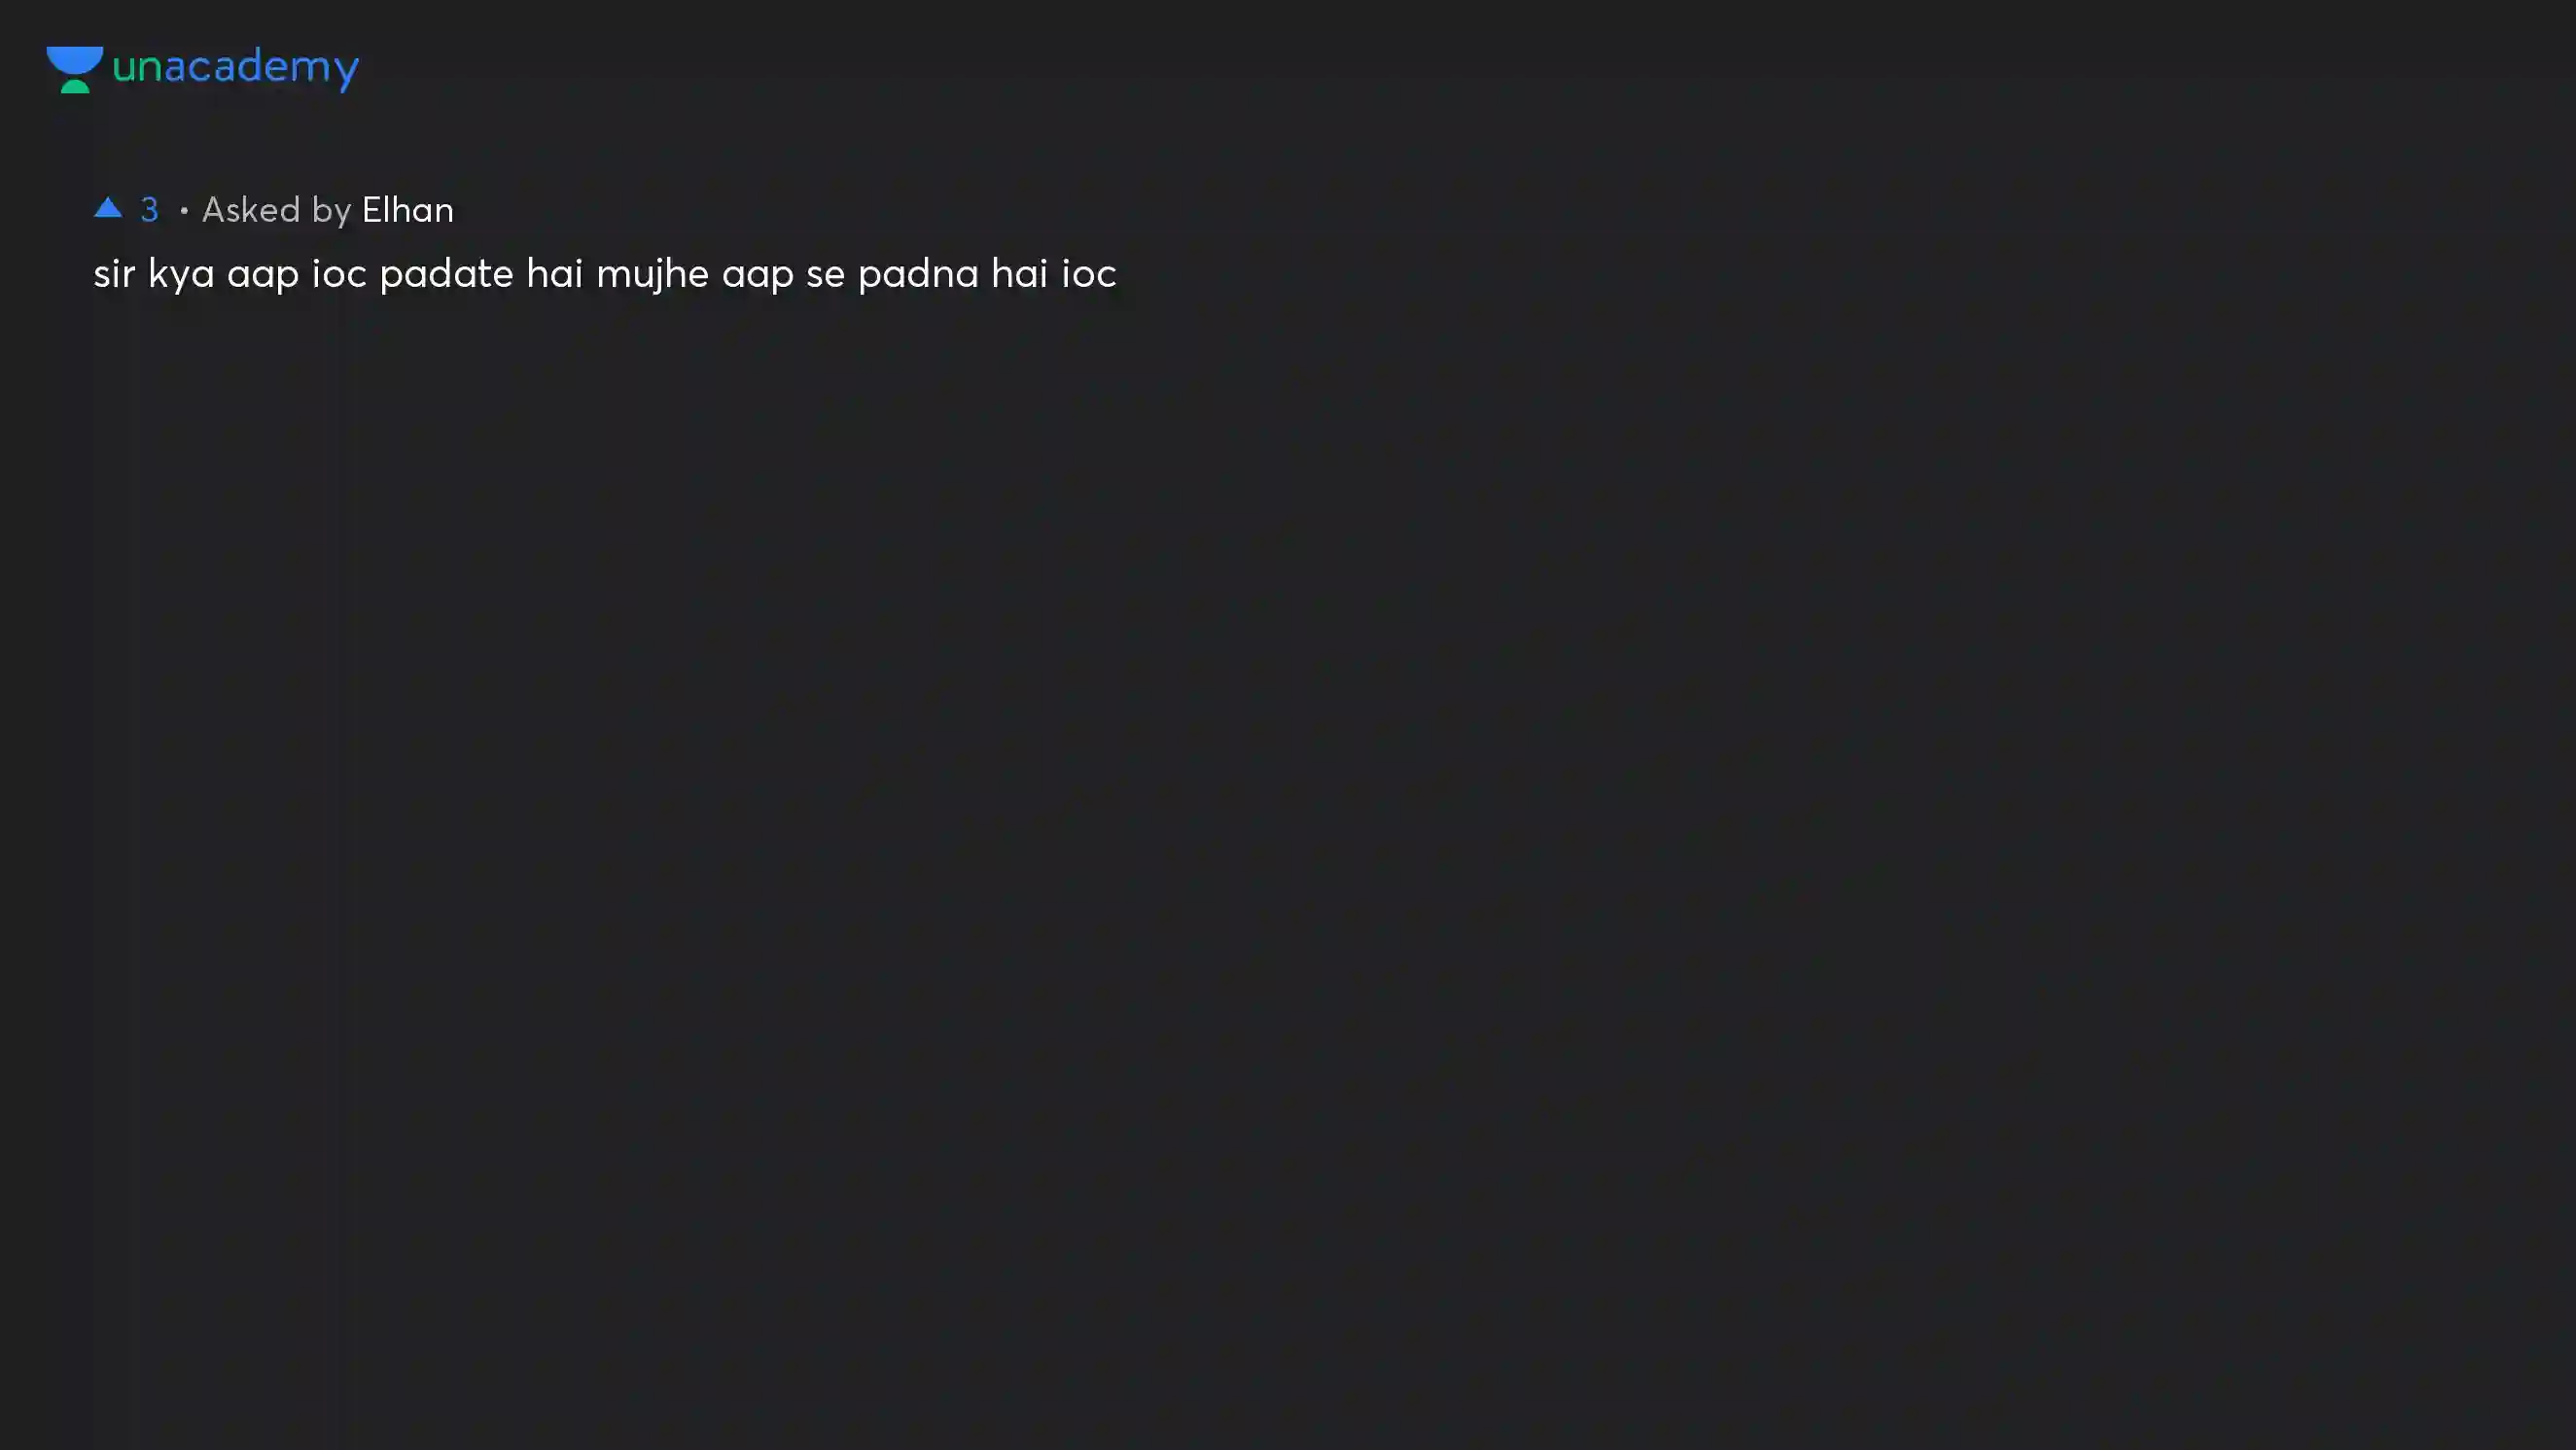 unacademy
▲ 3 • Asked by Elhan
sir kya aap ioc padate hai mujhe aap se padna hai ioc